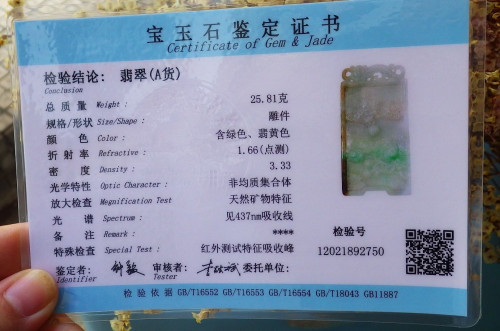 宝玉石鉴定证书
Certificate of Gem & Jade
检验结论: 翡翠(A货)
Conclusion
总质量 Weight: 25.81克
规格/形状 Size/Shape: 雕件
颜色 Color: 含绿色、翡黄色
折射率 Refractive: 1.66(点测)
密度 Density: 3.33
光学特征 Optic Character: 非均质集合体
放大检查 Megnification Test 天然矿物特征
光谱 Spectrum: 见437nm吸收线
备注 Remark: ****
特殊检查 Special Test: 红外测试特征吸收峰
检验号
12021892750
鉴定者: 审核者: 委托单位:
Identifier Tester
检验依据 GB/T16552 GB/T16553 GB/T16554 GB/T18043 GB11887